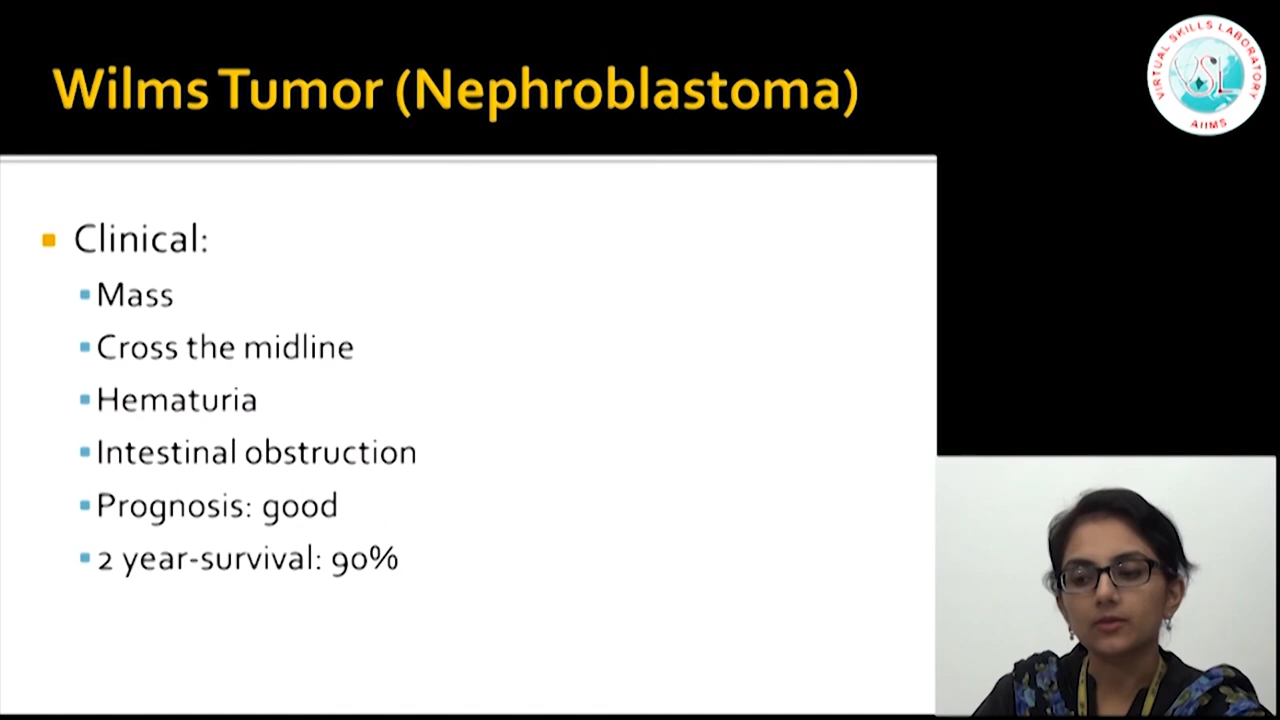 Wilms Tumor (Nephroblastoma)
VIRTUAL SKILLS LABORATORY
VSL
AIIMS
Clinical:
Mass
Cross the midline
Hematuria
Intestinal obstruction
Prognosis: good
2 year-survival: 90%